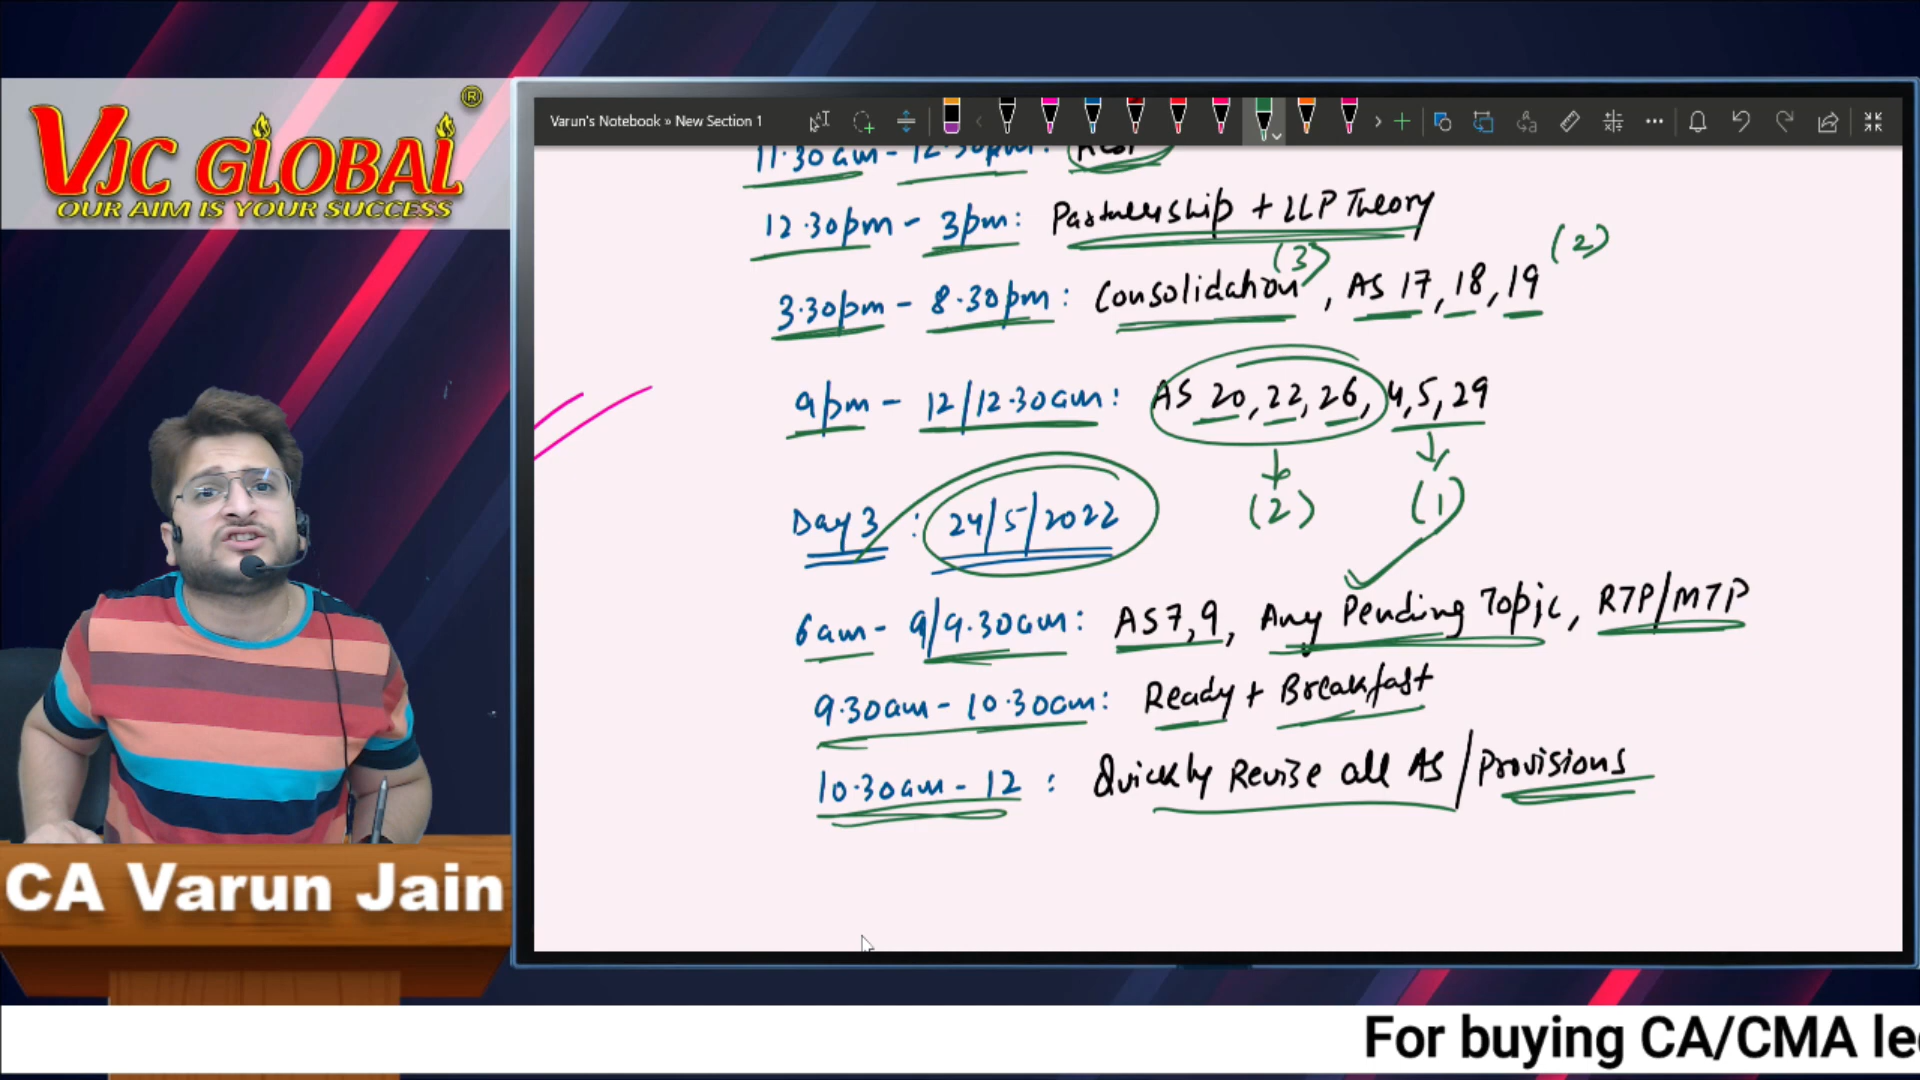 VJC GLOBAL®
OUR AIM IS YOUR SUCCESS
Varun's Notebook » New Section 1
11.30am - 12.30pm:
12.30pm - 3pm: Partnership + LLP Theory
3.30pm - 8.30pm: Consolidation (3), AS 17, 18, 19 (2)
9pm - 12/12.30am: AS 20, 22, 26, 4, 5, 29
(2) (1)
Day 3 : 24/5/2022
6am - 9/9.30am: AS 7, 9, Any Pending Topic, RTP/MTP
9.30am - 10.30am: Ready + Breakfast
10.30am - 12 : Quickly Revise all AS/Provisions
CA Varun Jain
For buying CA/CMA le